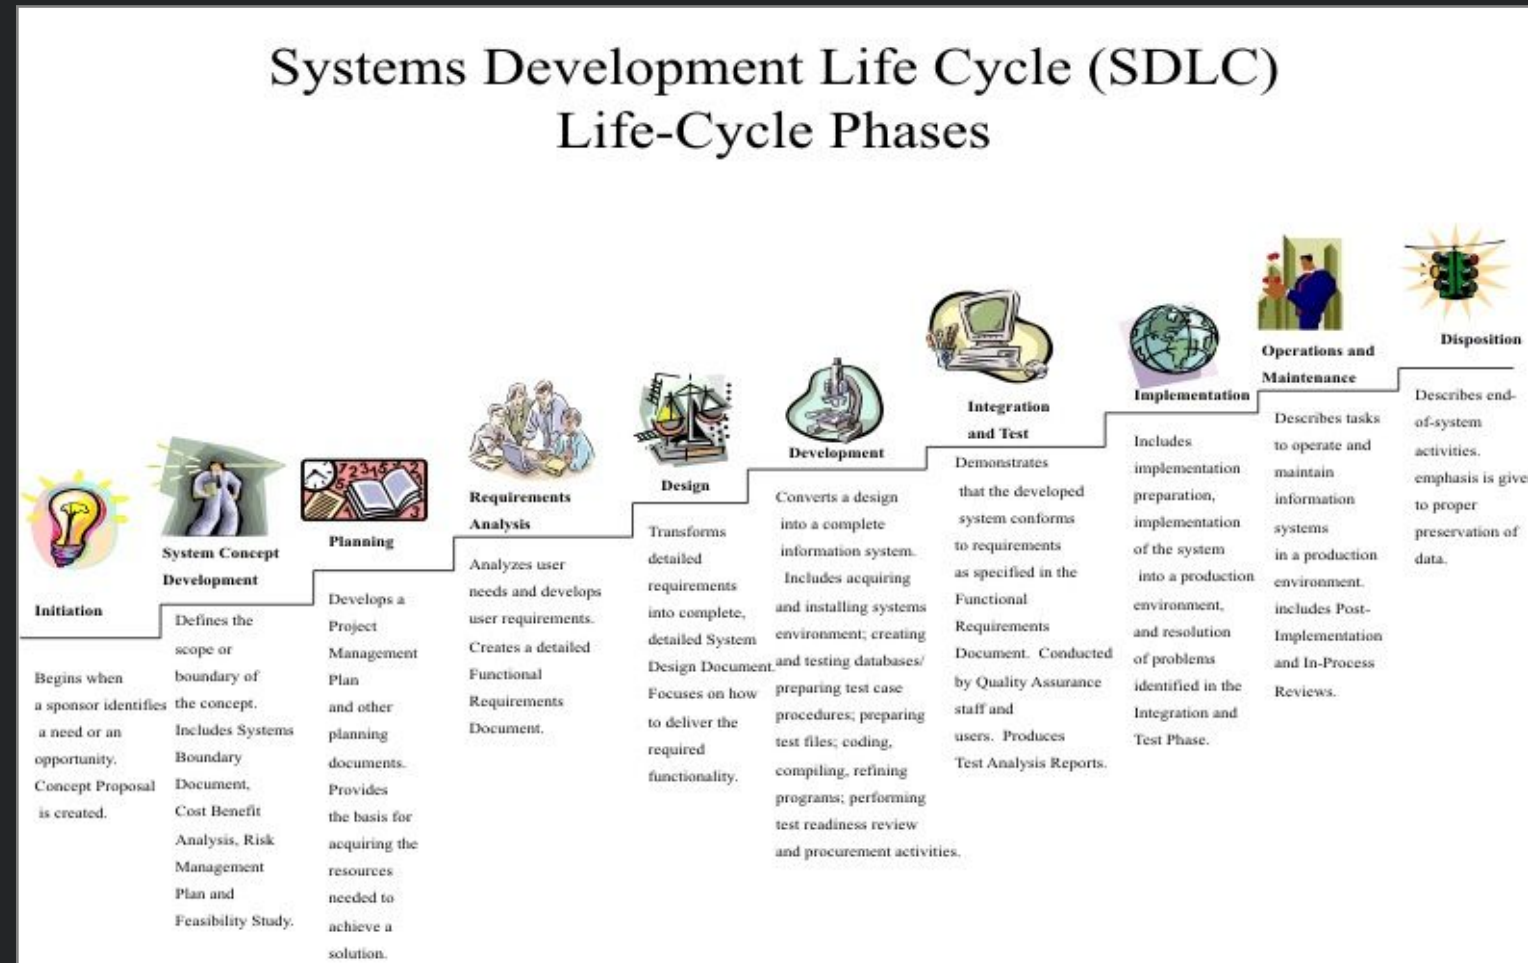 Systems Development Life Cycle (SDLC)
Life-Cycle Phases
Initiation
Begins when
a sponsor identifies
a need or an
opportunity.
Concept Proposal
is created.
System Concept
Development
Defines the
scope or
boundary of
the concept.
Includes Systems
Boundary
Document,
Cost Benefit
Analysis, Risk
Management
Plan and
Feasibility Study.
Planning
Develops a
Project
Management
Plan
and other
planning
documents.
Provides
the basis for
acquiring the
resources
needed to
achieve a
solution.
Requirements
Analysis
Analyzes user
needs and develops
user requirements.
Creates a detailed
Functional
Requirements
Document.
Design
Transforms
detailed
requirements
into complete,
detailed System
Design Document.
Focuses on how
to deliver the
required
functionality.
Development
Converts a design
into a complete
information system.
Includes acquiring
and installing systems
environment; creating
and testing databases/
preparing test case
procedures; preparing
test files; coding,
compiling, refining
programs; performing
test readiness review
and procurement activities.
Integration
and Test
Demonstrates
that the developed
system conforms
to requirements
as specified in the
Functional
Requirements
Document. Conducted
by Quality Assurance
staff and
users. Produces
Test Analysis Reports.
Implementation
Includes
implementation
preparation,
implementation
of the system
into a production
environment,
and resolution
of problems
identified in the
Integration and
Test Phase.
Operations and
Maintenance
Describes tasks
to operate and
maintain
information
systems
in a production
environment.
includes Post-
Implementation
and In-Process
Reviews.
Disposition
Describes end-
of-system
activities.
emphasis is give
to proper
preservation of
data.